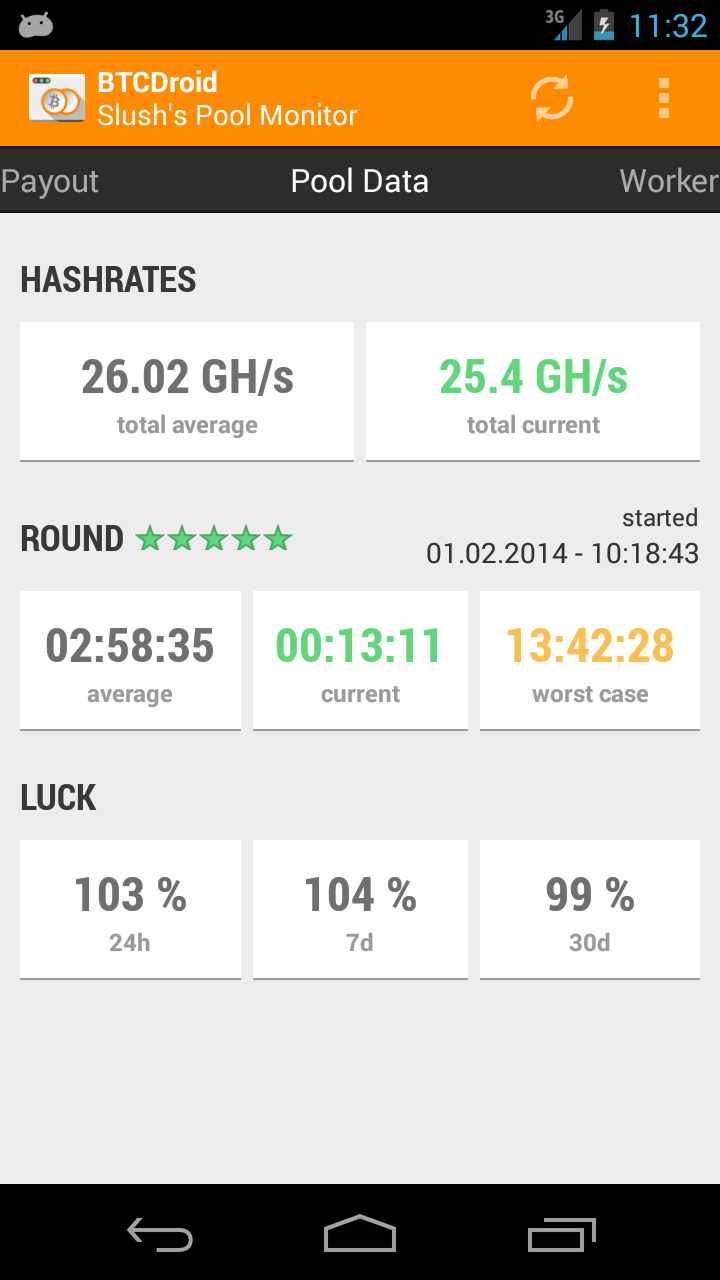 3G 11:32
BTCDroid
Slush's Pool Monitor
Payout Pool Data Worker
HASHRATES
26.02 GH/s 25.4 GH/s
total average total current
started
ROUND 01.02.2014 - 10:18:43
02:58:35 00:13:11 13:42:28
average current worst case
LUCK
103 % 104 % 99 %
24h 7d 30d